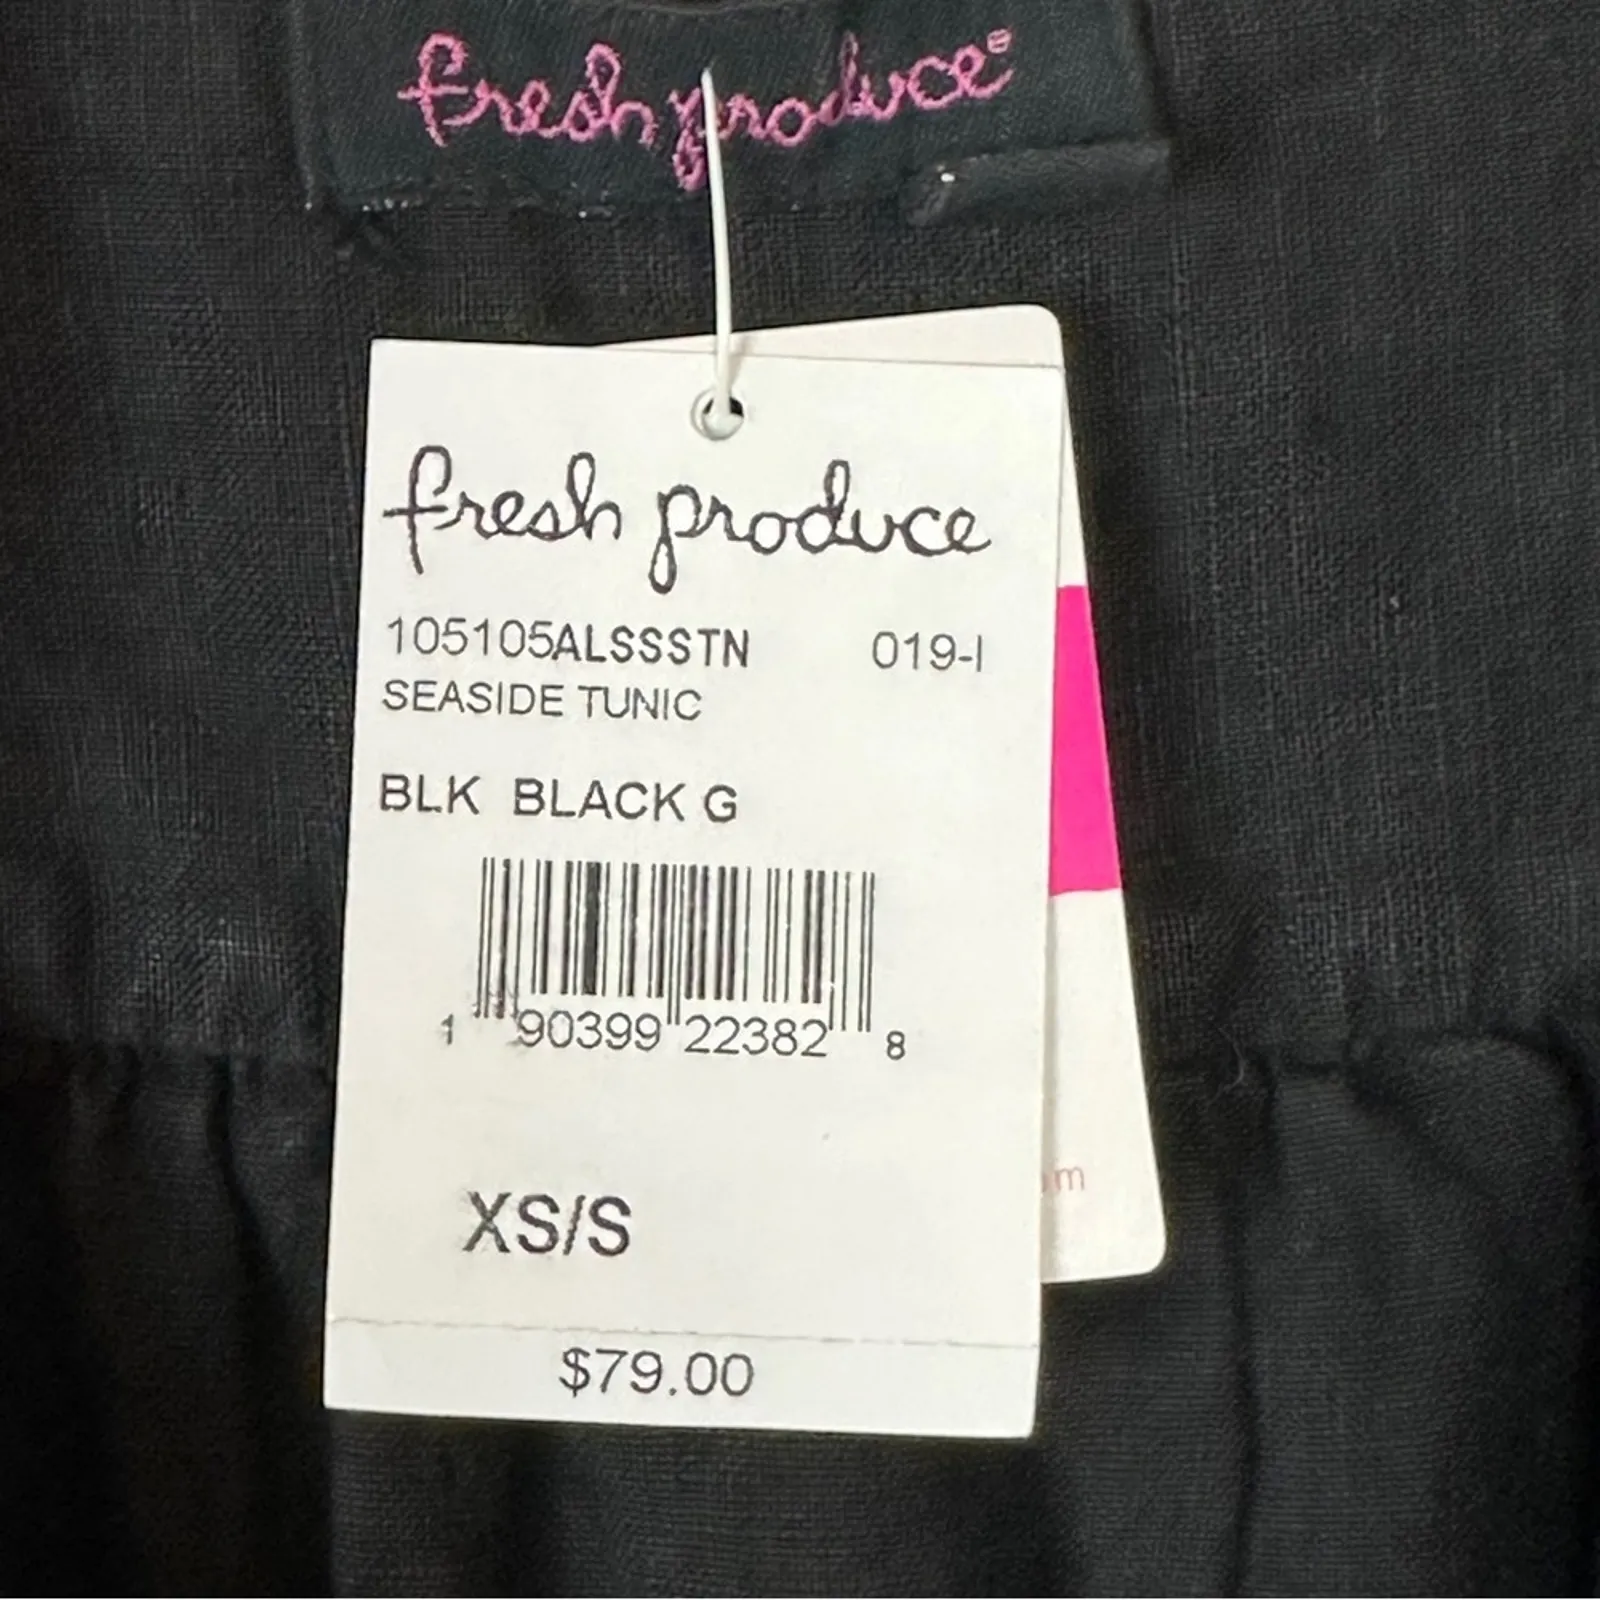 fresh produce®
fresh produce
105105ALSSSTN 019-I
SEASIDE TUNIC
BLK BLACK G
1 90399 22382 8
m
XS/S
$79.00